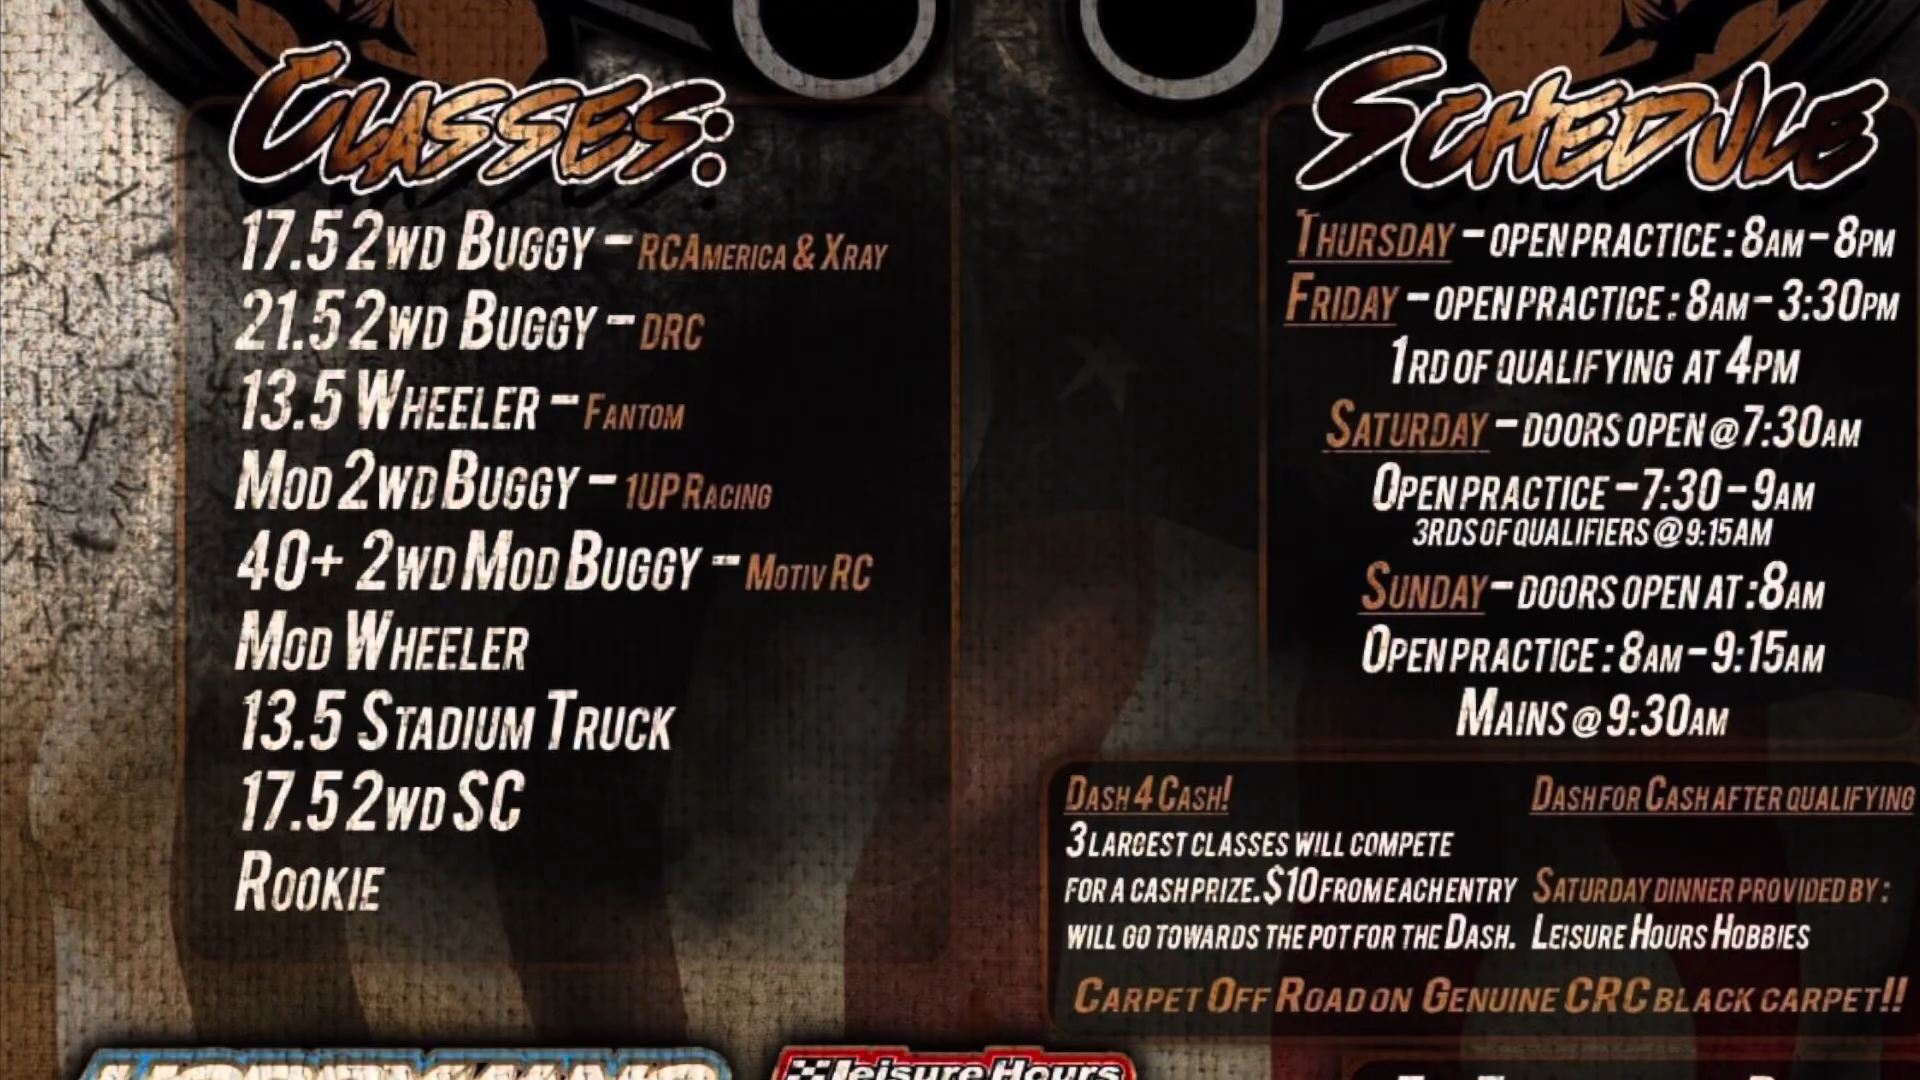 Classes:
17.5 2wd Buggy - RCAmerica & Xray
21.5 2wd Buggy - DRC
13.5 Wheeler - Fantom
Mod 2wd Buggy - 1UP Racing
40+ 2wd Mod Buggy - Motiv RC
Mod Wheeler
13.5 Stadium Truck
17.5 2wd SC
Rookie
Schedule
Thursday - open practice : 8am - 8pm
Friday - open practice : 8am - 3:30pm
1rd of qualifying at 4pm
Saturday - doors open @ 7:30am
Open practice - 7:30 - 9am
3rds of qualifiers @ 9:15am
Sunday - doors open at : 8am
Open practice : 8am - 9:15am
Mains @ 9:30am
Dash 4 Cash!
3 largest classes will compete
for a cash prize. $10 from each entry
will go towards the pot for the Dash.
Dash for Cash after qualifying
Saturday dinner provided by :
Leisure Hours Hobbies
Carpet Off Road on Genuine CRC black carpet!!
Leisure Hours